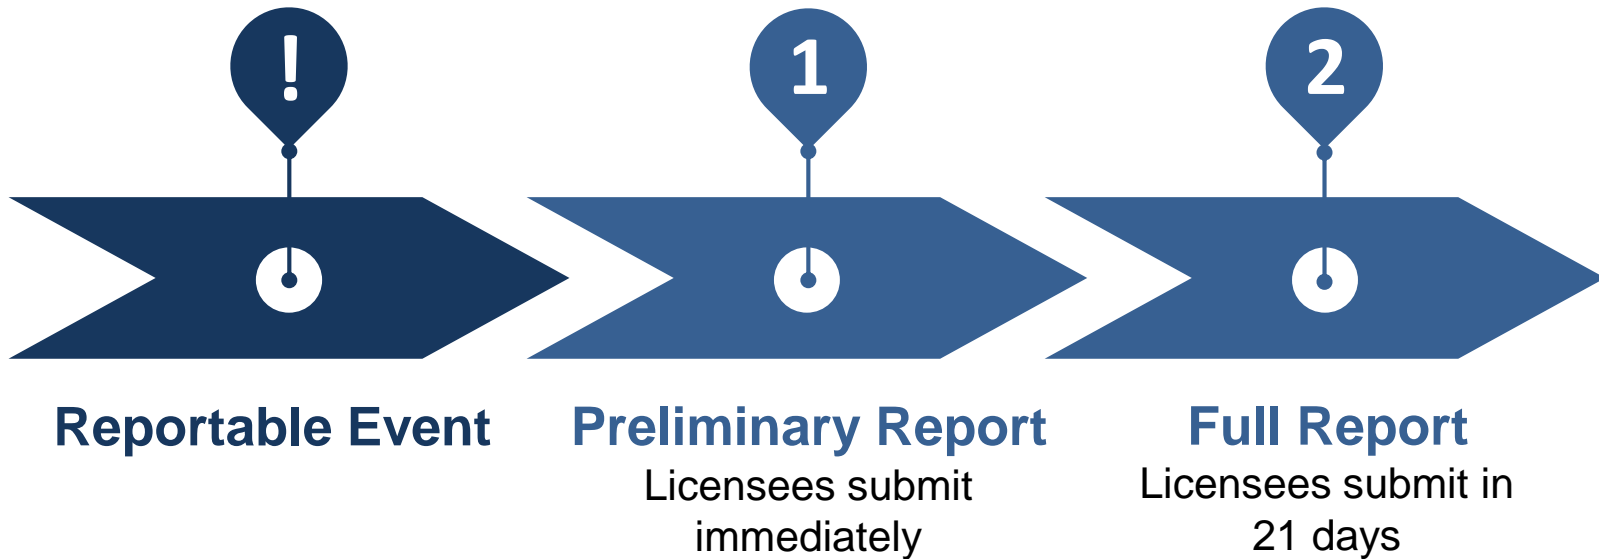 !
1
2
Reportable Event
Preliminary Report
Licensees submit
immediately
Full Report
Licensees submit in
21 days